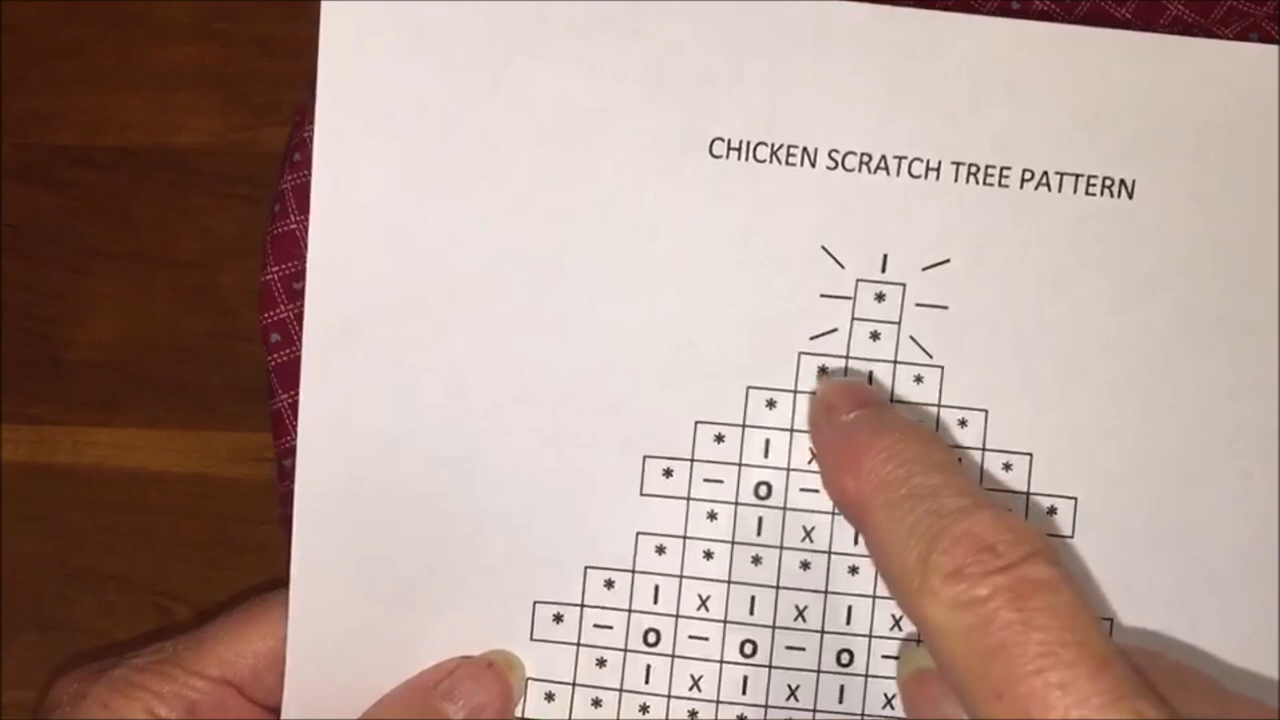 CHICKEN SCRATCH TREE PATTERN
*
*
* | *
* *
* | x | *
* — o — *
* | x |
* * * * *
* | x | x | x
* — o — o — o —
* | x | x | x
* * * * *